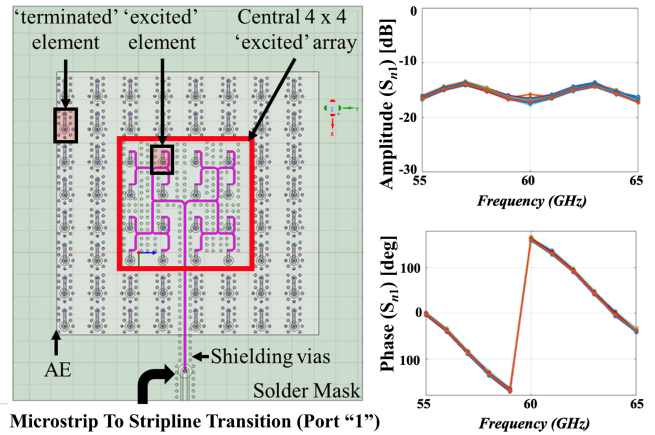 ‘terminated’ ‘excited’ Central 4 x 4
element element ‘excited’ array
AE
Shielding vias
Solder Mask
Microstrip To Stripline Transition (Port “1”)
Amplitude (Sn1) [dB]
0
-10
-20
-30
55 60 65
Frequency (GHz)
Phase (Sn1) [deg]
100
0
100
55 60 65
Frequency (GHz)